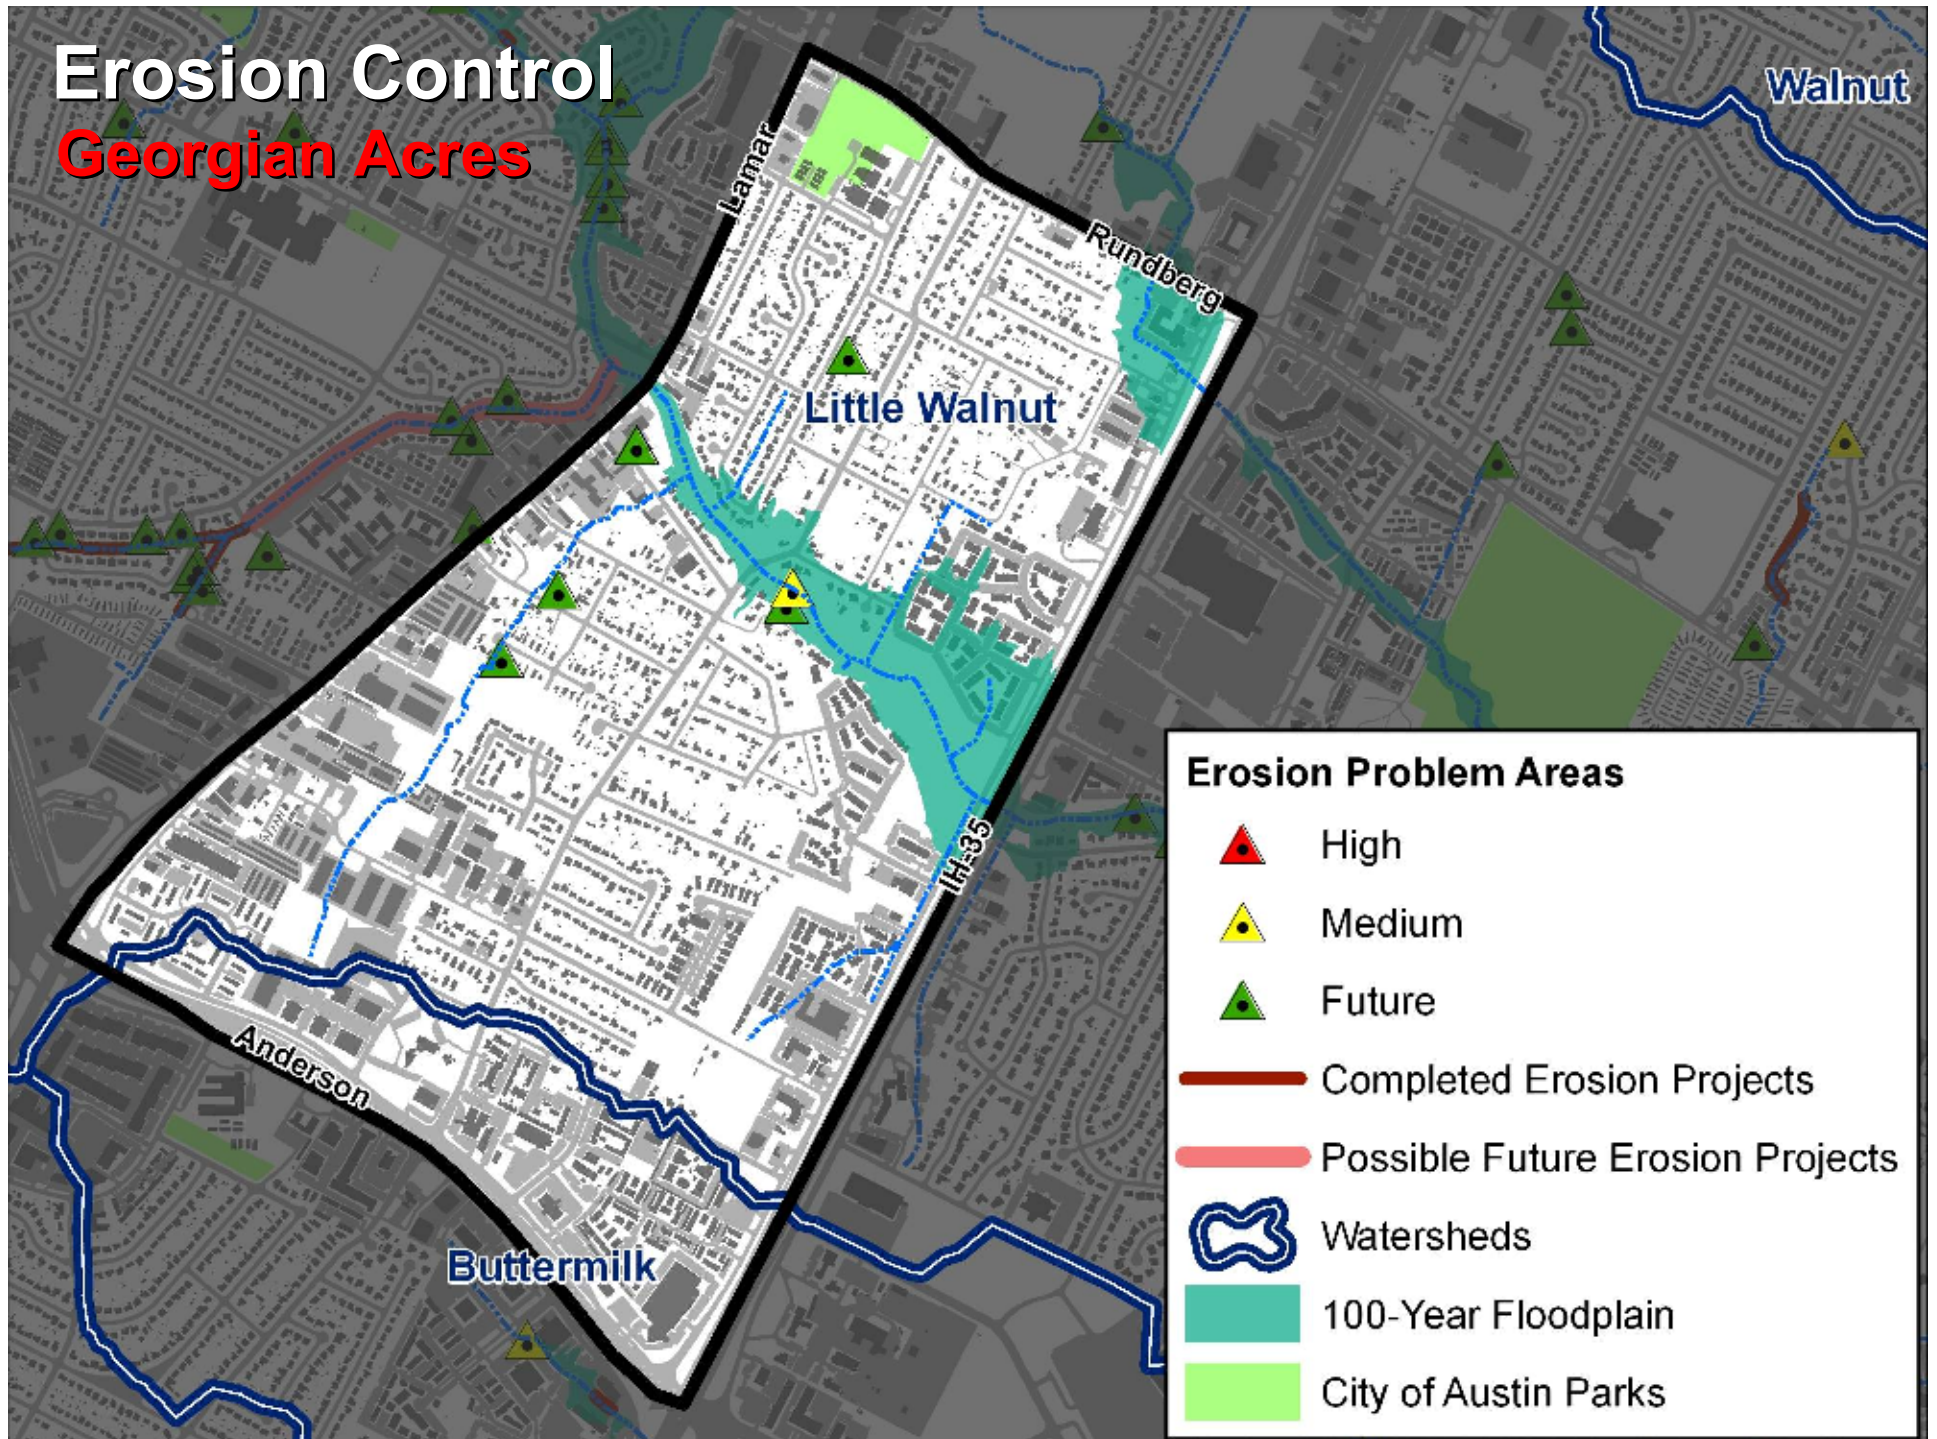 Erosion Control
Georgian Acres
Walnut
Lamar
Rundberg
Little Walnut
IH-35
Anderson
Buttermilk
Erosion Problem Areas
High
Medium
Future
Completed Erosion Projects
Possible Future Erosion Projects
Watersheds
100-Year Floodplain
City of Austin Parks